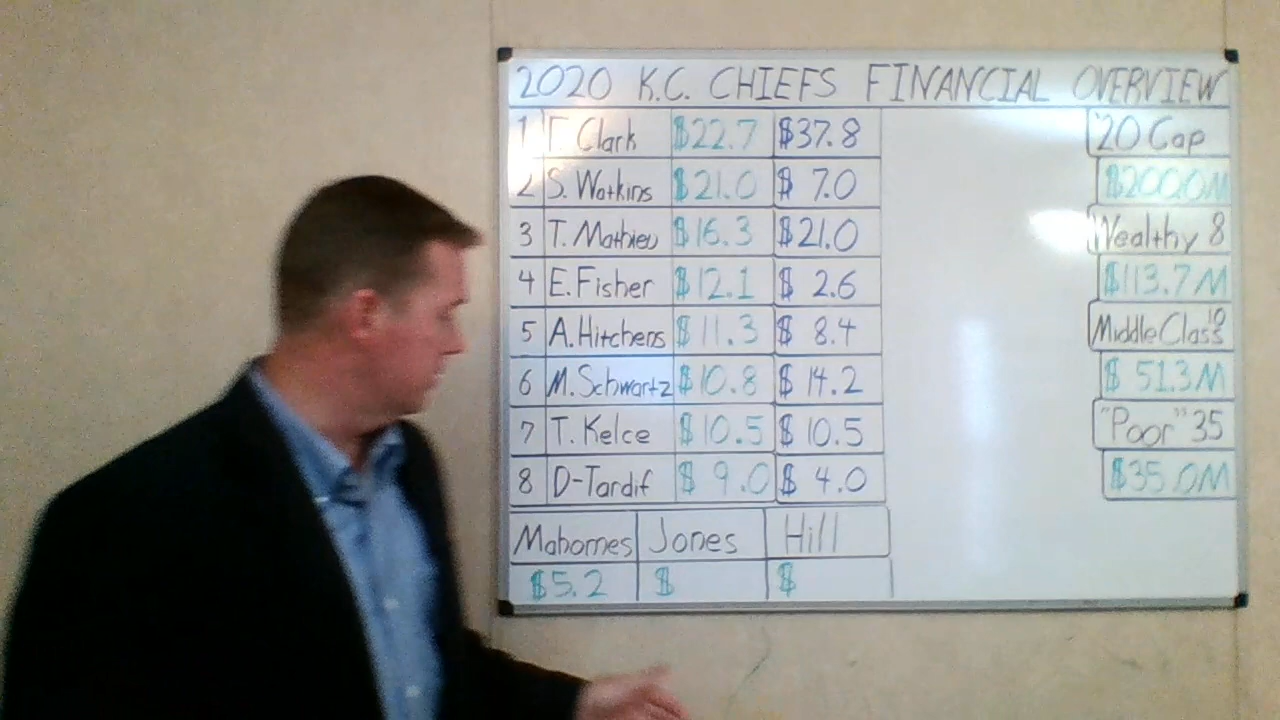 2020 K.C. CHIEFS FINANCIAL OVERVIEW
1 F. Clark $22.7 $37.8
2 S. Watkins $21.0 $ 7.0
3 T. Mathieu $16.3 $21.0
4 E. Fisher $12.1 $ 2.6
5 A. Hitchens $11.3 $ 8.4
6 M. Schwartz $10.8 $ 14.2
7 T. Kelce $10.5 $ 10.5
8 D-Tardif $ 9.0 $ 4.0
Mahomes Jones Hill
$5.2 $ $
'20 Cap
$200.0M
Wealthy 8
$113.7M
Middle Class 10
$ 51.3M
"Poor" 35
$35.0M